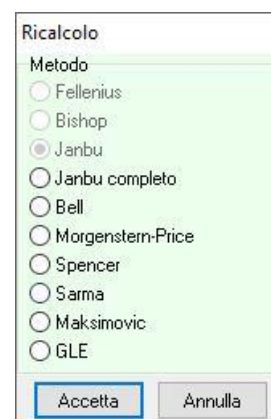 Ricalcolo
Metodo
Fellenius
Bishop
Janbu
Janbu completo
Bell
Morgenstern-Price
Spencer
Sarma
Maksimovic
GLE
Accetta
Annulla